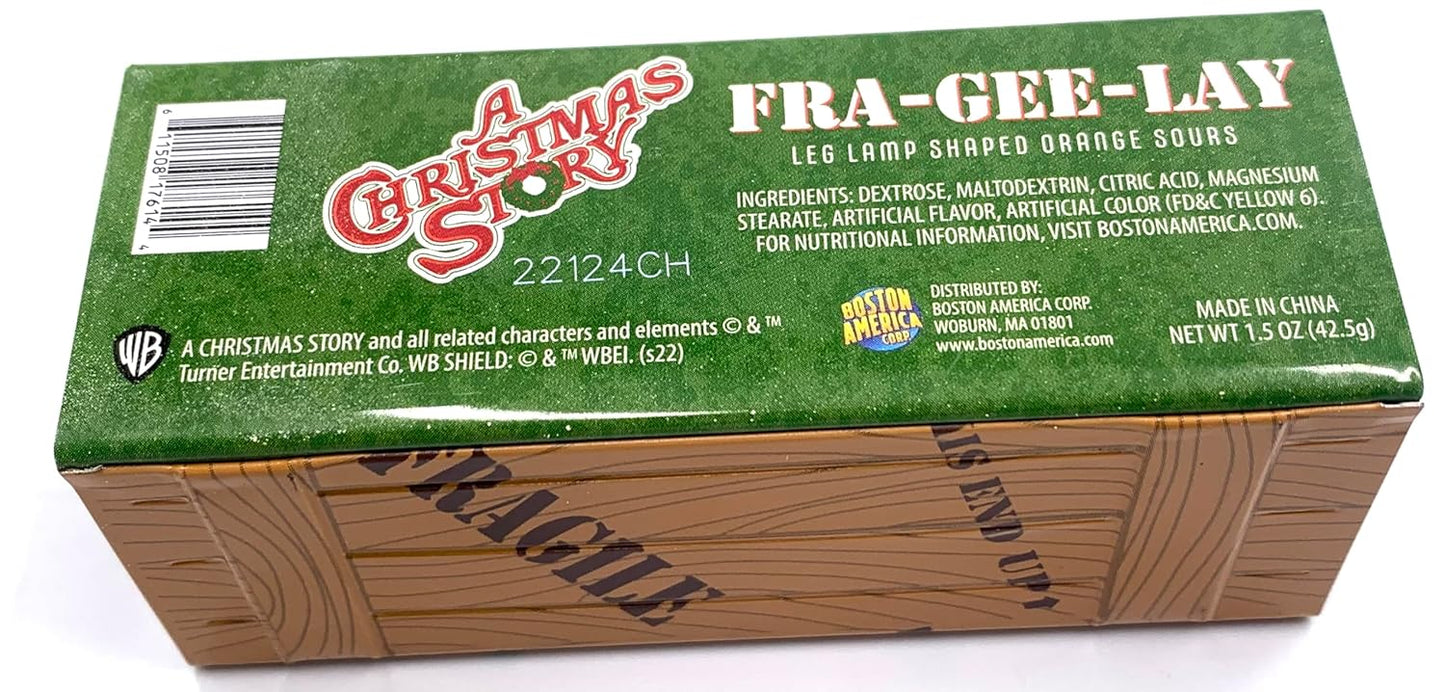 6 11508 17614 4
A
CHRISTMAS
STORY
22124CH
FRA-GEE-LAY
LEG LAMP SHAPED ORANGE SOURS
INGREDIENTS: DEXTROSE, MALTODEXTRIN, CITRIC ACID, MAGNESIUM
STEARATE, ARTIFICIAL FLAVOR, ARTIFICIAL COLOR (FD&C YELLOW 6).
FOR NUTRITIONAL INFORMATION, VISIT BOSTONAMERICA.COM.
WB
A CHRISTMAS STORY and all related characters and elements © & ™
Turner Entertainment Co. WB SHIELD: © & ™ WBEI. (s22)
BOSTON
AMERICA
CORP.
DISTRIBUTED BY:
BOSTON AMERICA CORP.
WOBURN, MA 01801
www.bostonamerica.com
MADE IN CHINA
NET WT 1.5 OZ (42.5g)
FRAGILE
END UP